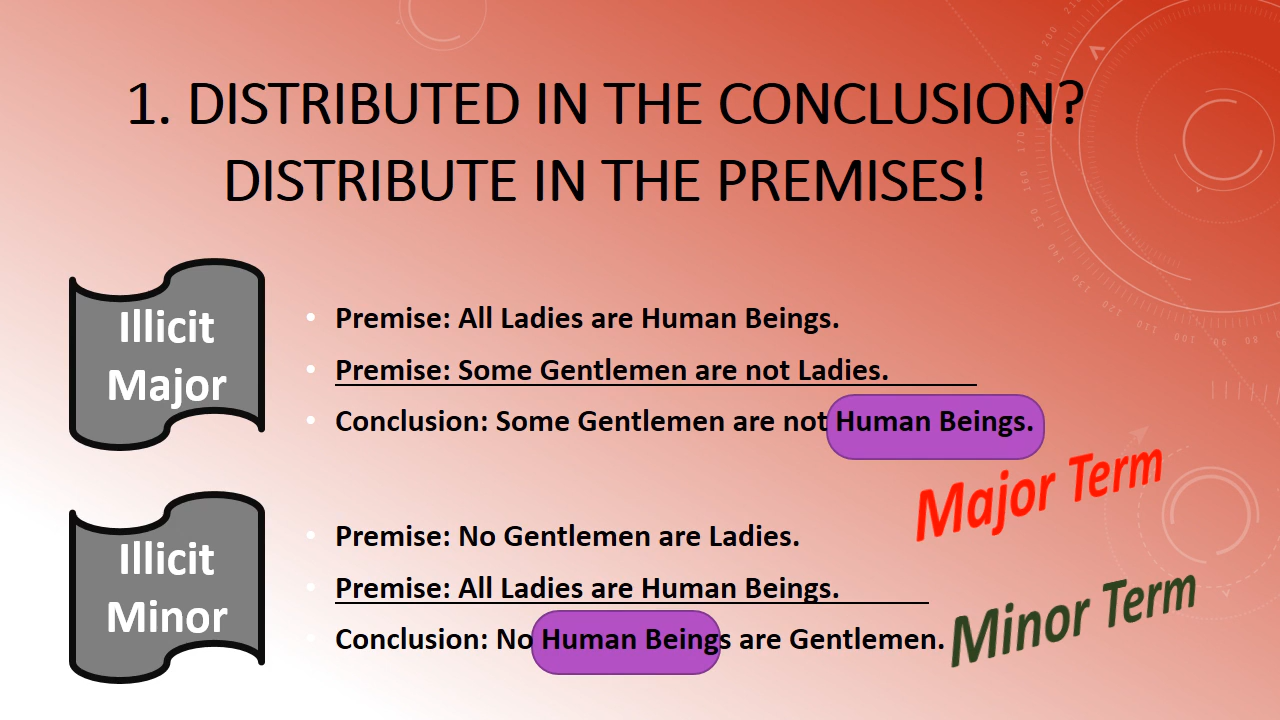 1. DISTRIBUTED IN THE CONCLUSION?
DISTRIBUTE IN THE PREMISES!
Illicit
Major
• Premise: All Ladies are Human Beings.
• Premise: Some Gentlemen are not Ladies.
• Conclusion: Some Gentlemen are not Human Beings.
Major Term
Illicit
Minor
• Premise: No Gentlemen are Ladies.
• Premise: All Ladies are Human Beings.
• Conclusion: No Human Beings are Gentlemen.
Minor Term